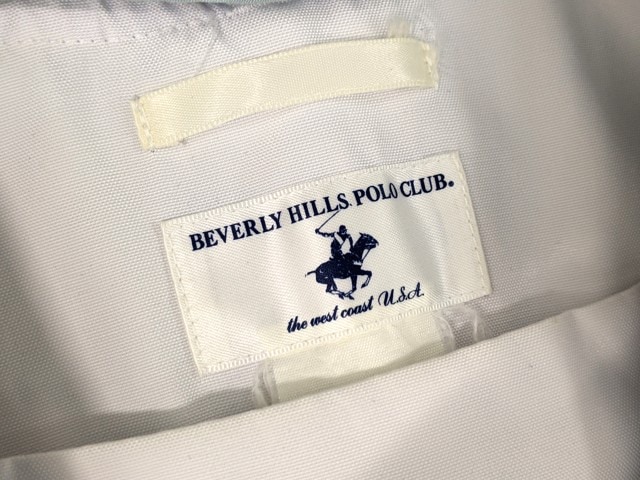 BEVERLY HILLS POLO CLUB®
the west coast U.S.A.